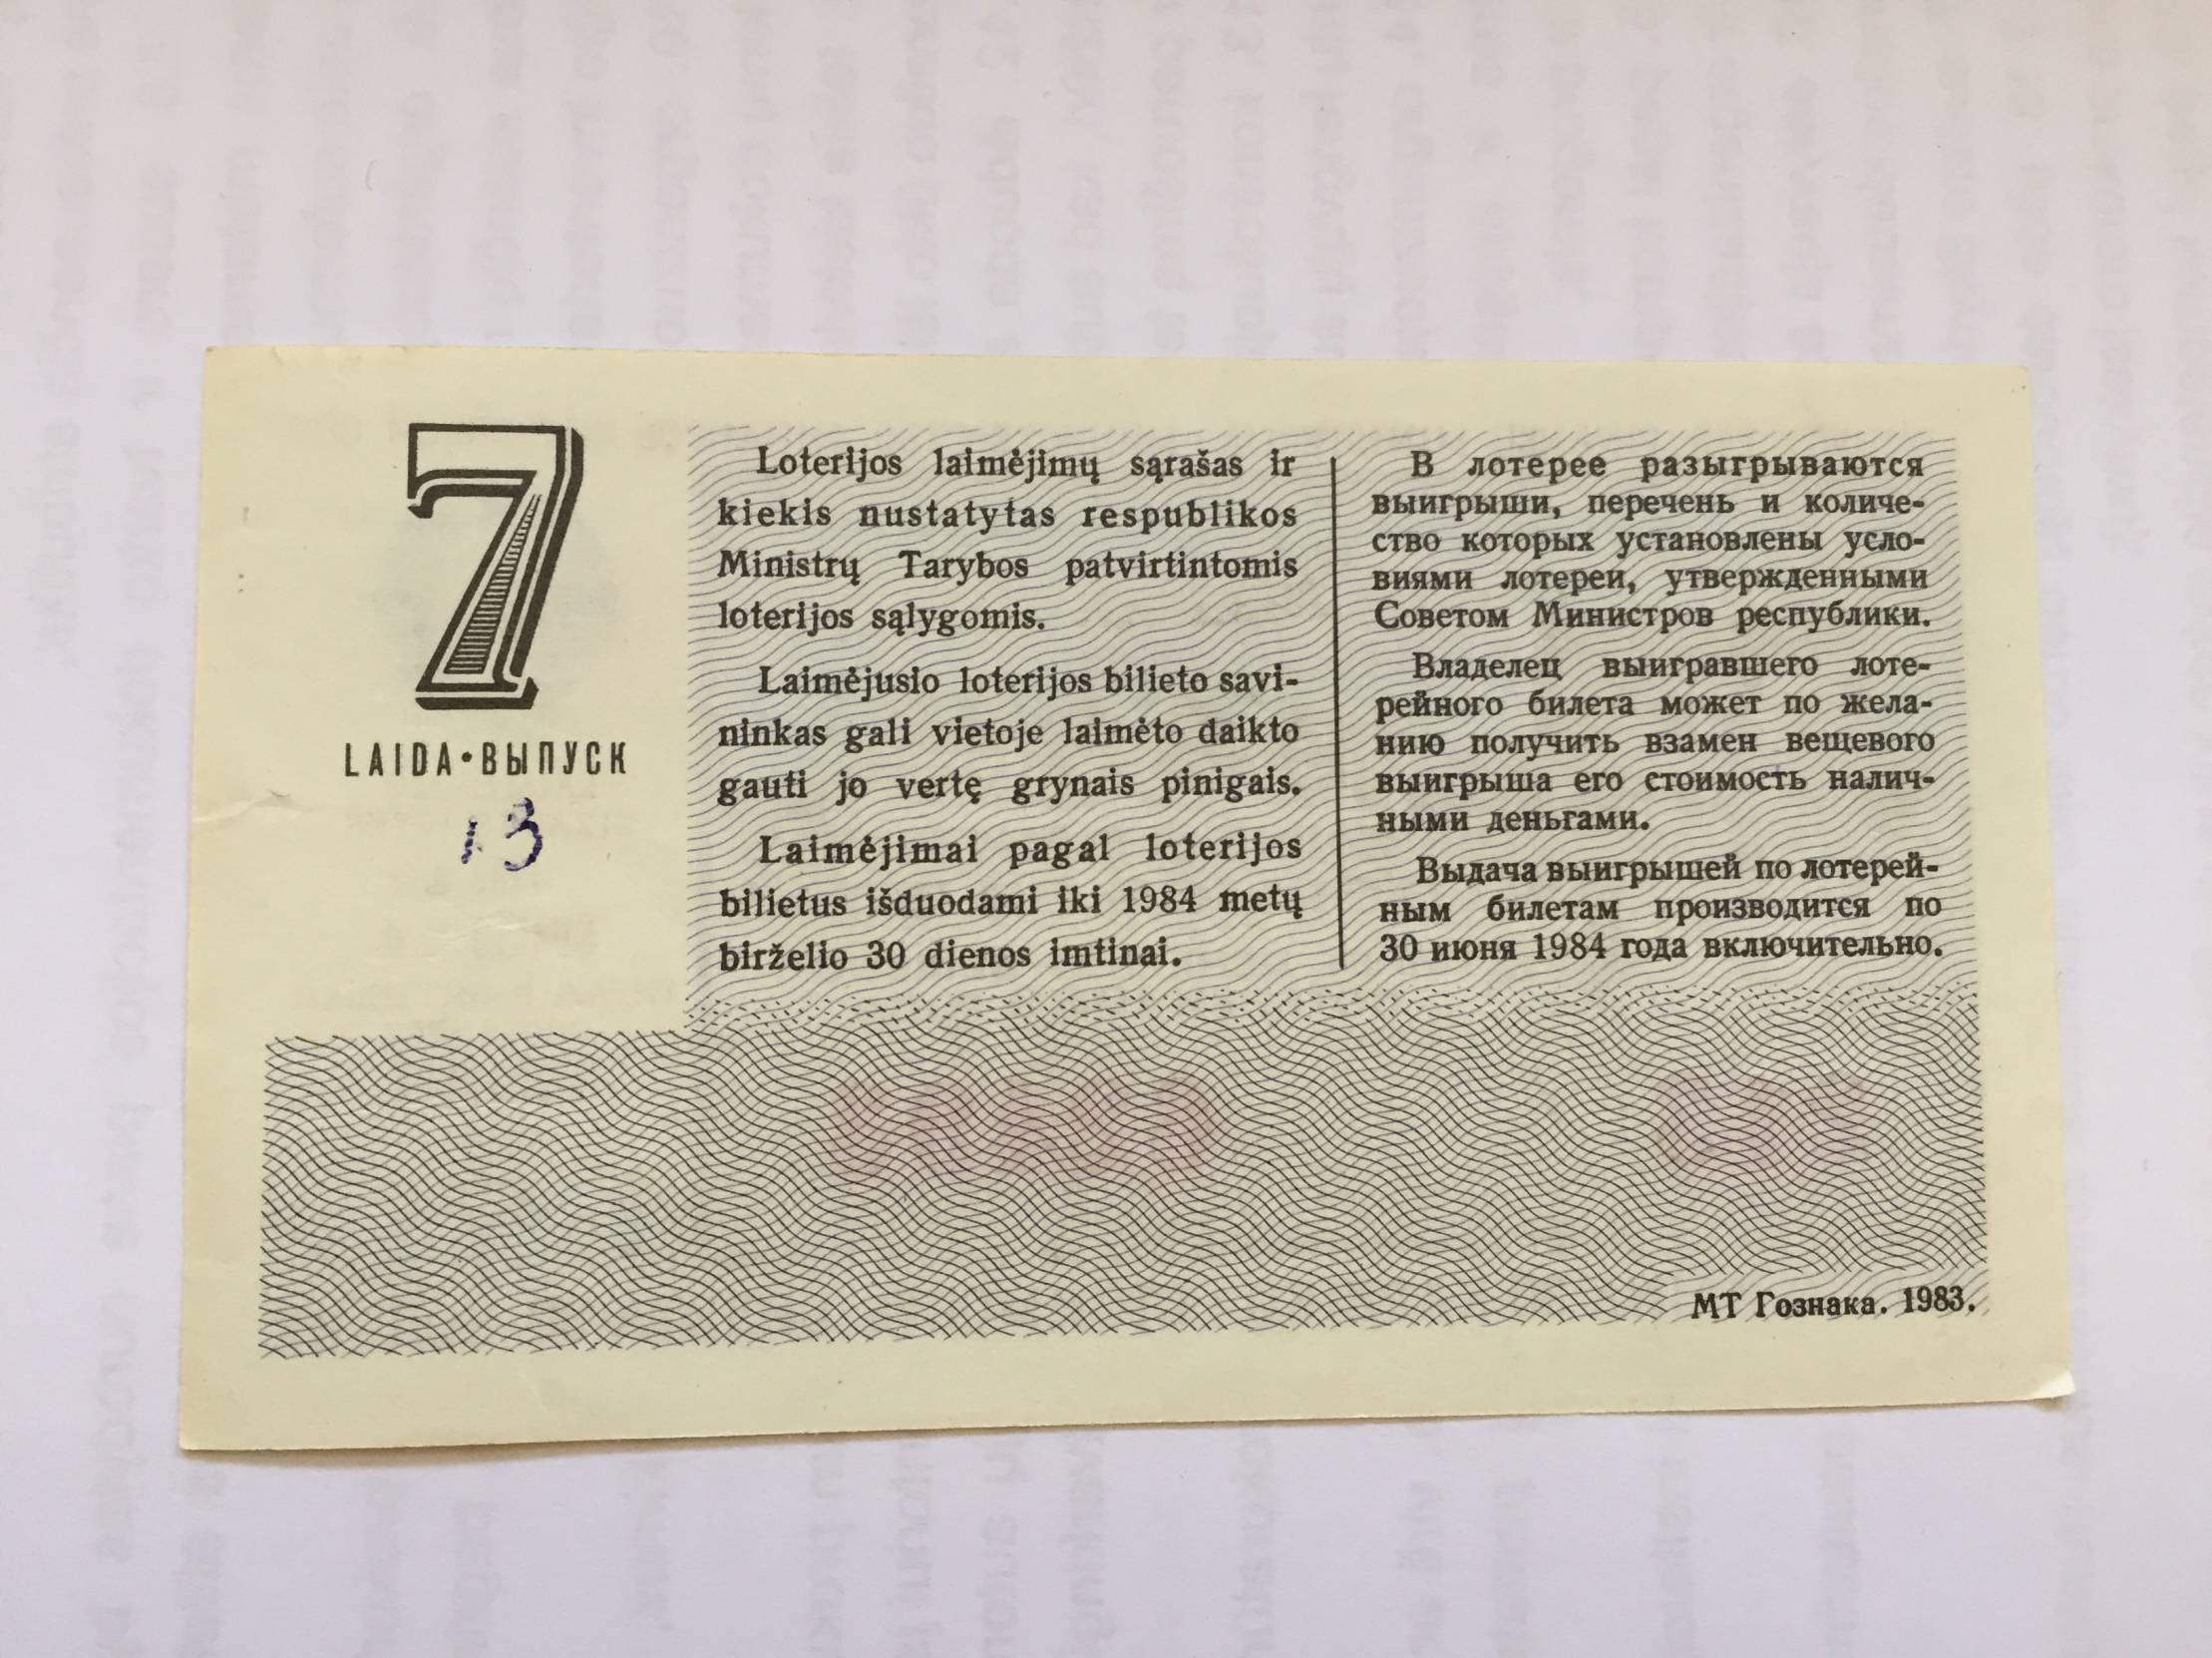 7
LAIDA • ВЫПУСК
13
Loterijos laimėjimų sąrašas ir
kiekis nustatytas respublikos
Ministrų Tarybos patvirtintomis
loterijos sąlygomis.
Laimėjusio loterijos bilieto savi-
ninkas gali vietoje laimėto daikto
gauti jo vertę grynais pinigais.
Laimėjimai pagal loterijos
bilietus išduodami iki 1984 metų
birželio 30 dienos imtinai.
В лотерее разыгрываются
выигрыши, перечень и количе-
ство которых установлены усло-
виями лотереи, утвержденными
Советом Министров республики.
Владелец выигравшего лоте-
рейного билета может по жела-
нию получить взамен вещевого
выигрыша его стоимость налич-
ными деньгами.
Выдача выигрышей по лотерей-
ным билетам производится по
30 июня 1984 года включительно.
МТ Гознака. 1983.